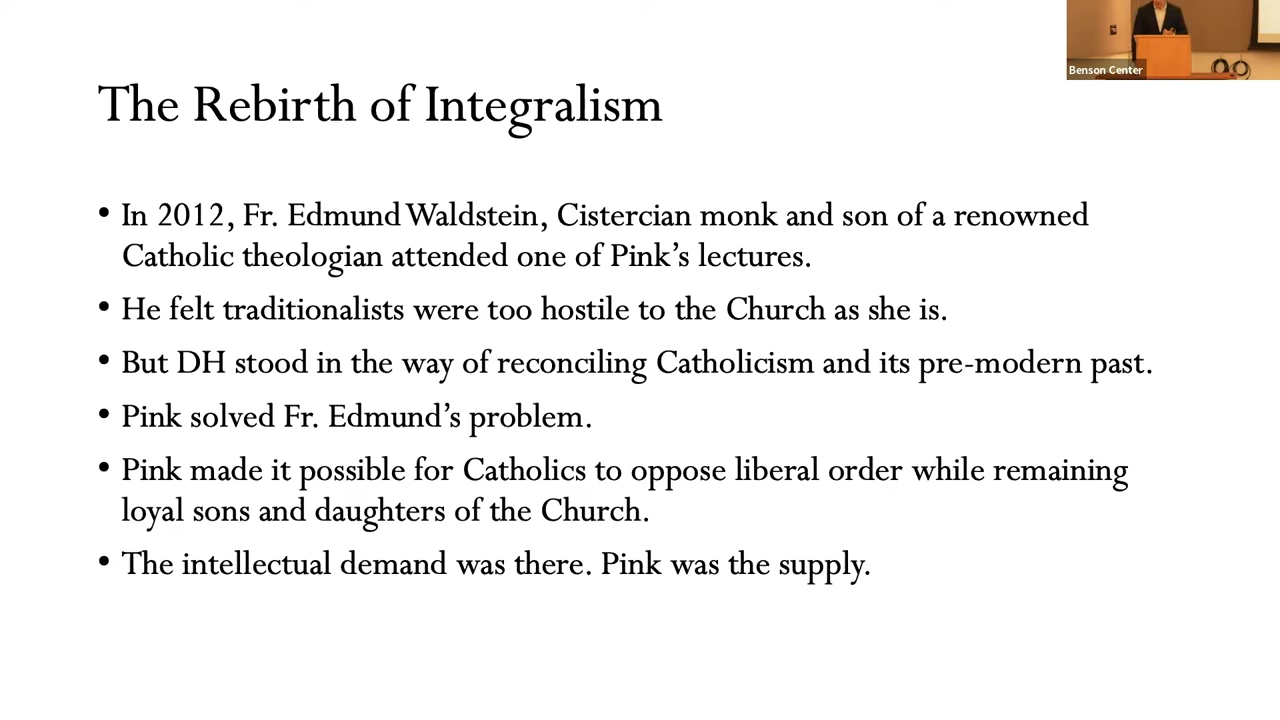 Benson Center
The Rebirth of Integralism
• In 2012, Fr. Edmund Waldstein, Cistercian monk and son of a renowned
Catholic theologian attended one of Pink’s lectures.
• He felt traditionalists were too hostile to the Church as she is.
• But DH stood in the way of reconciling Catholicism and its pre-modern past.
• Pink solved Fr. Edmund’s problem.
• Pink made it possible for Catholics to oppose liberal order while remaining
loyal sons and daughters of the Church.
• The intellectual demand was there. Pink was the supply.